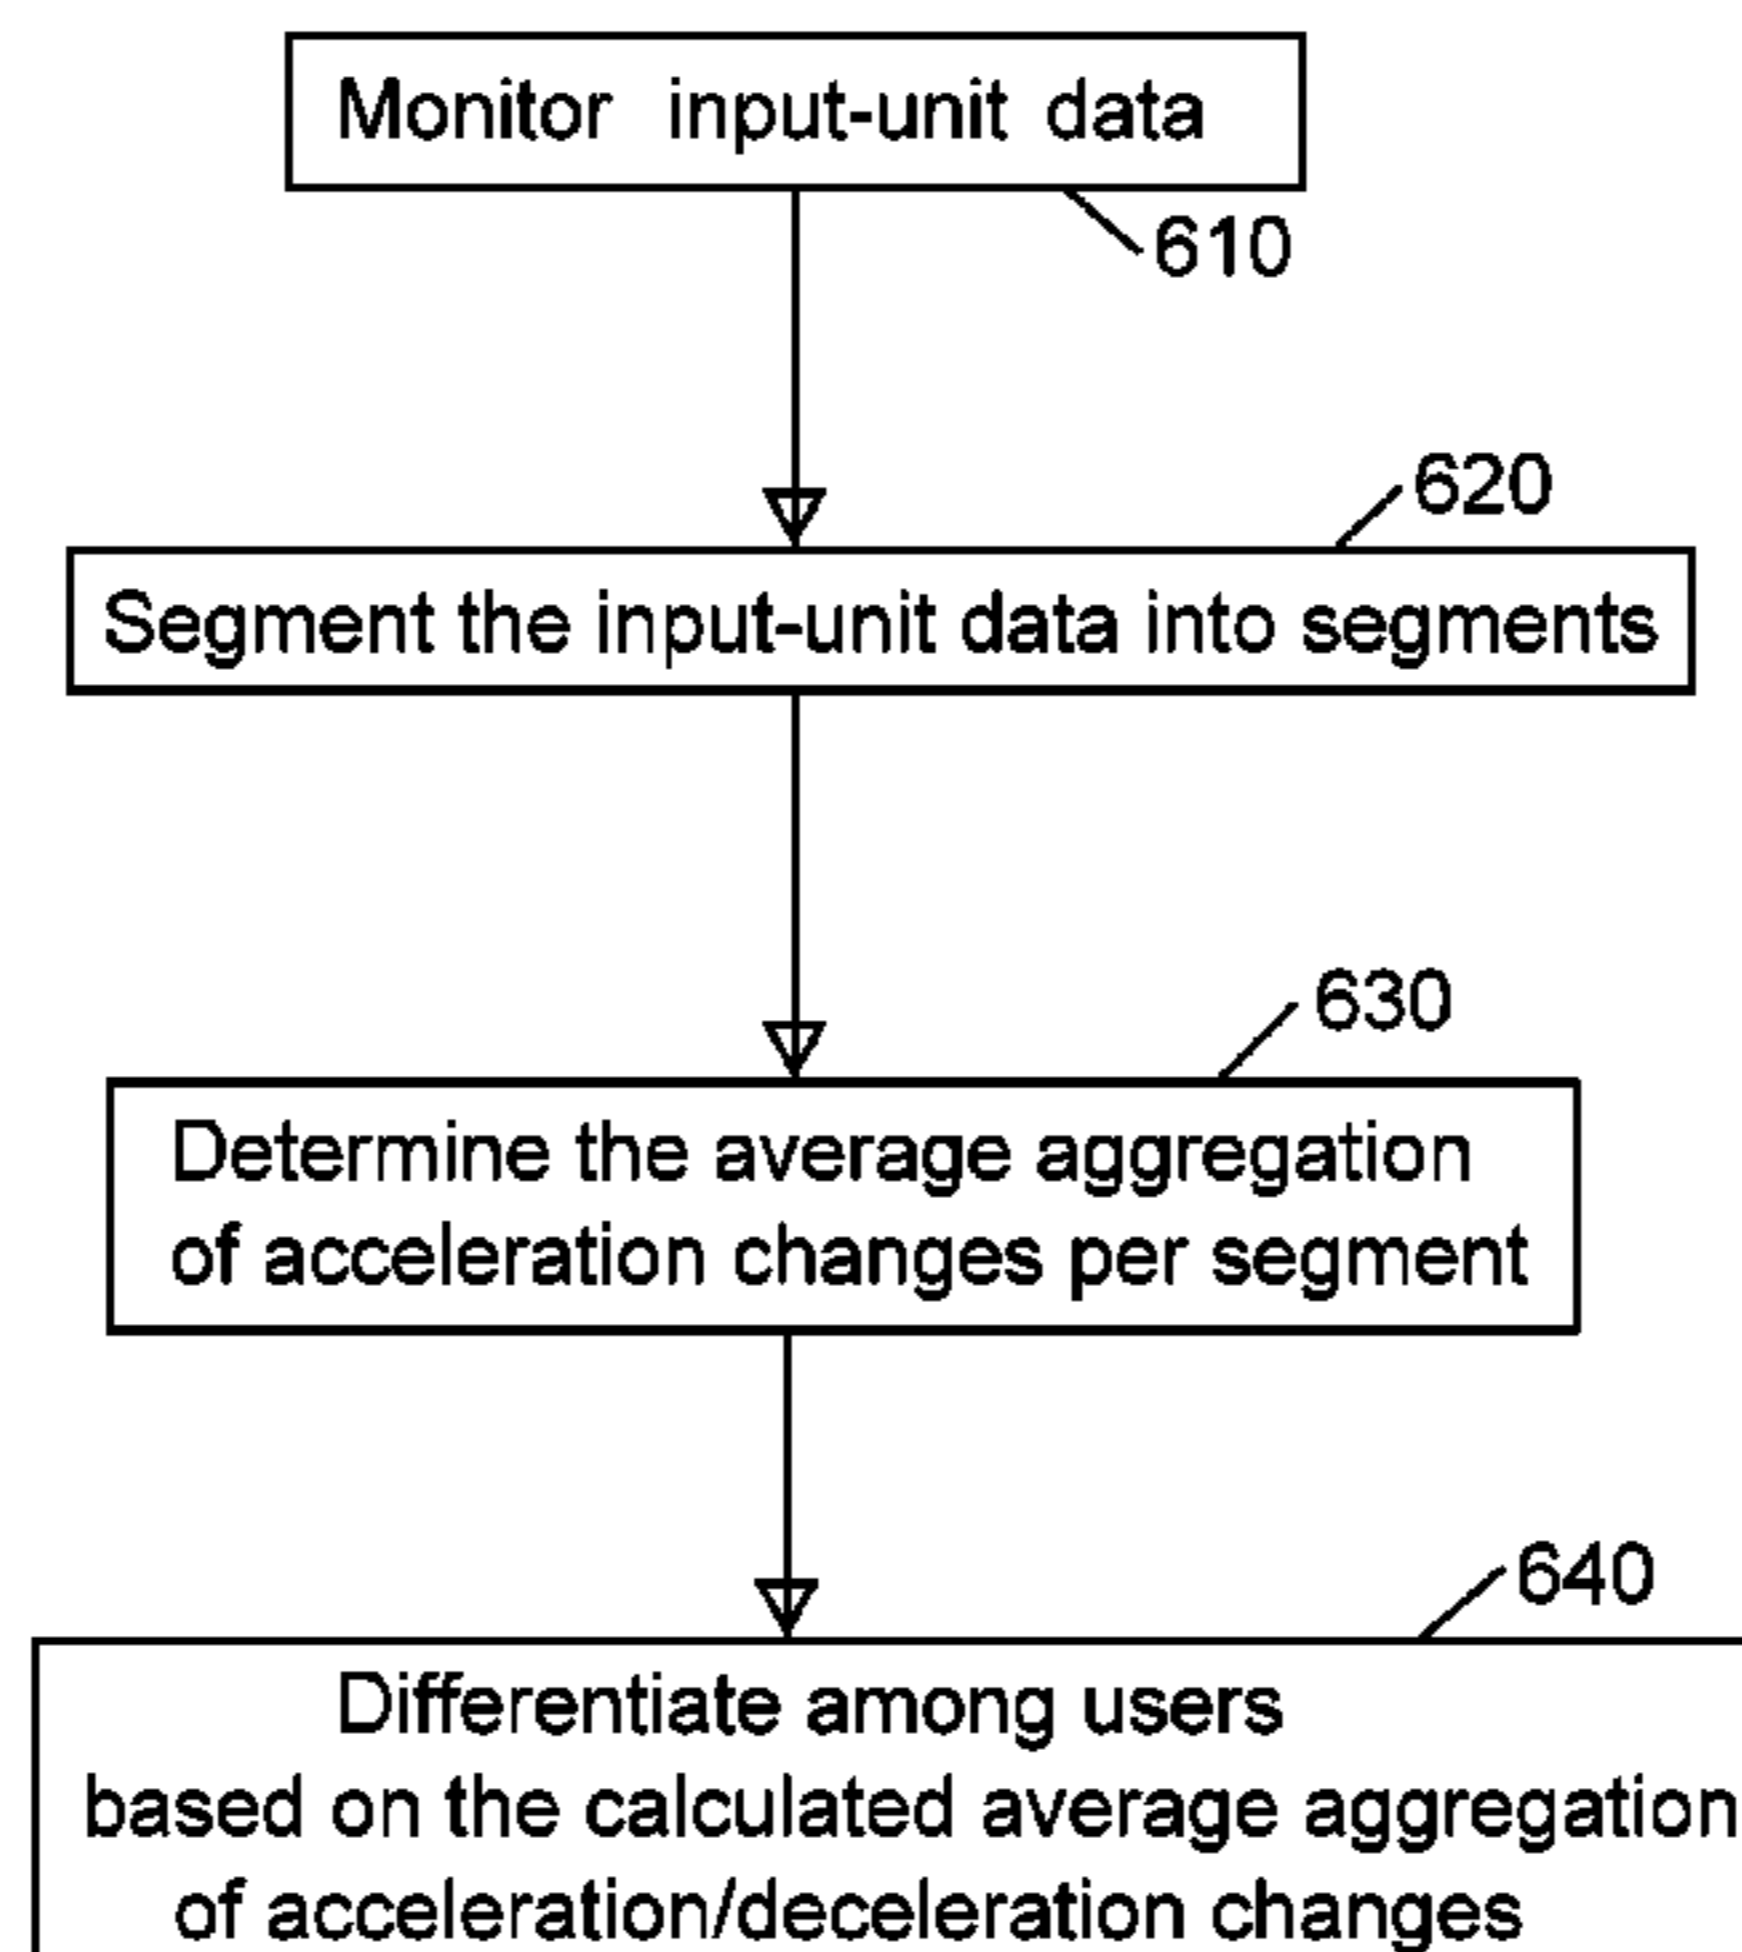 Monitor input-unit data
610
620
Segment the input-unit data into segments
630
Determine the average aggregation
of acceleration changes per segment
640
Differentiate among users
based on the calculated average aggregation
of acceleration/deceleration changes